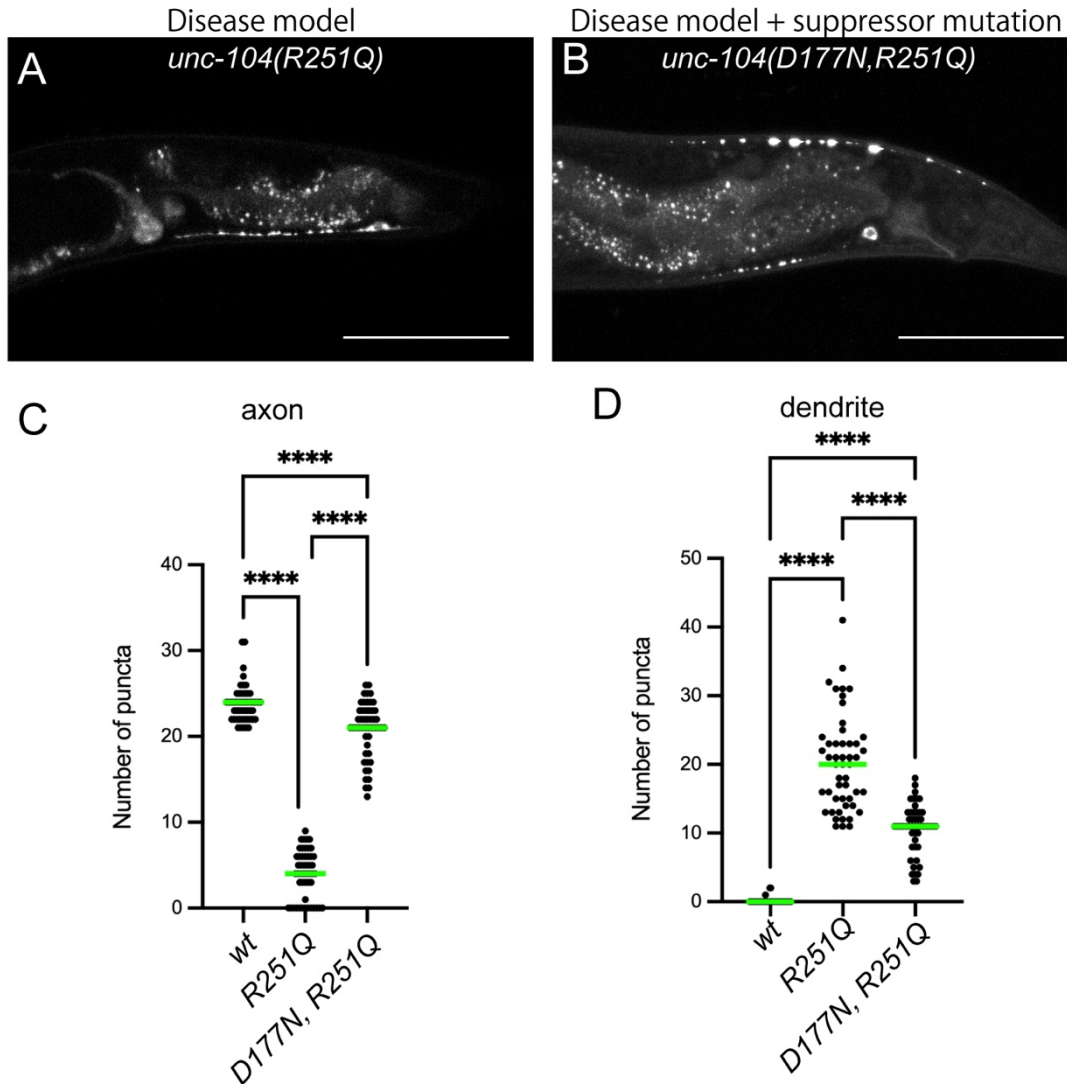 Disease model
A
unc-104(R251Q)
Disease model + suppressor mutation
B
unc-104(D177N,R251Q)
C
axon
****
****
****
40
30
20
10
0
Number of puncta
wt
R251Q
D177N, R251Q
D
dendrite
****
****
****
50
40
30
20
10
0
Number of puncta
wt
R251Q
D177N, R251Q